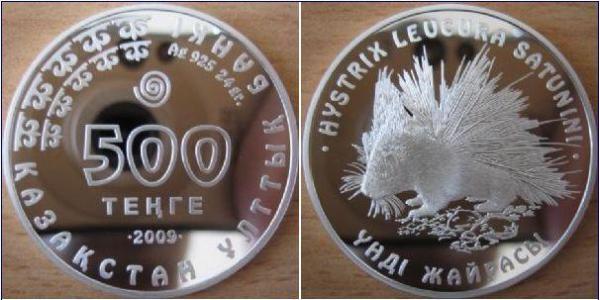 ҚАЗАҚСТАН ҰЛТТЫҚ БАНКІ
Ag 925 24 gr.
500
ТЕҢГЕ
·2009·
· HYSTRIX LEUCURA SATUNINI ·
ҮНДІ ЖАЙРАСЫ